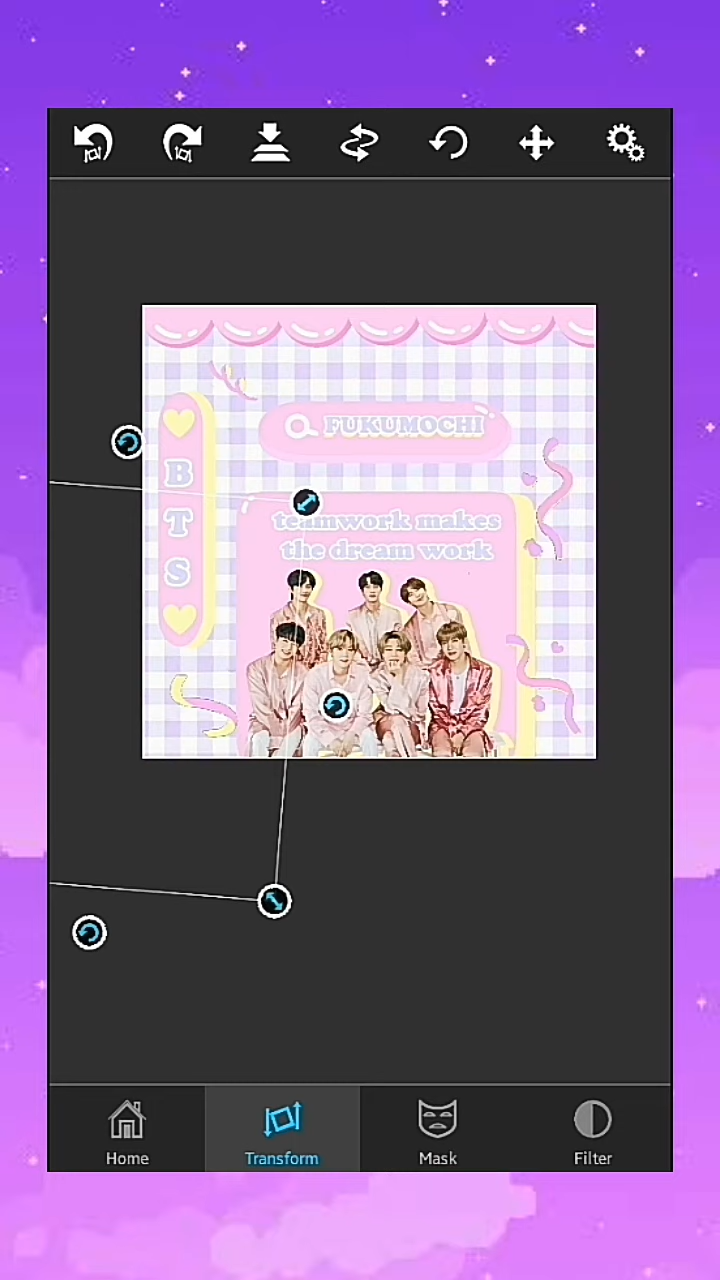 FUKUMOCHI
B
T
S
teamwork makes
the dream work
Home
Transform
Mask
Filter